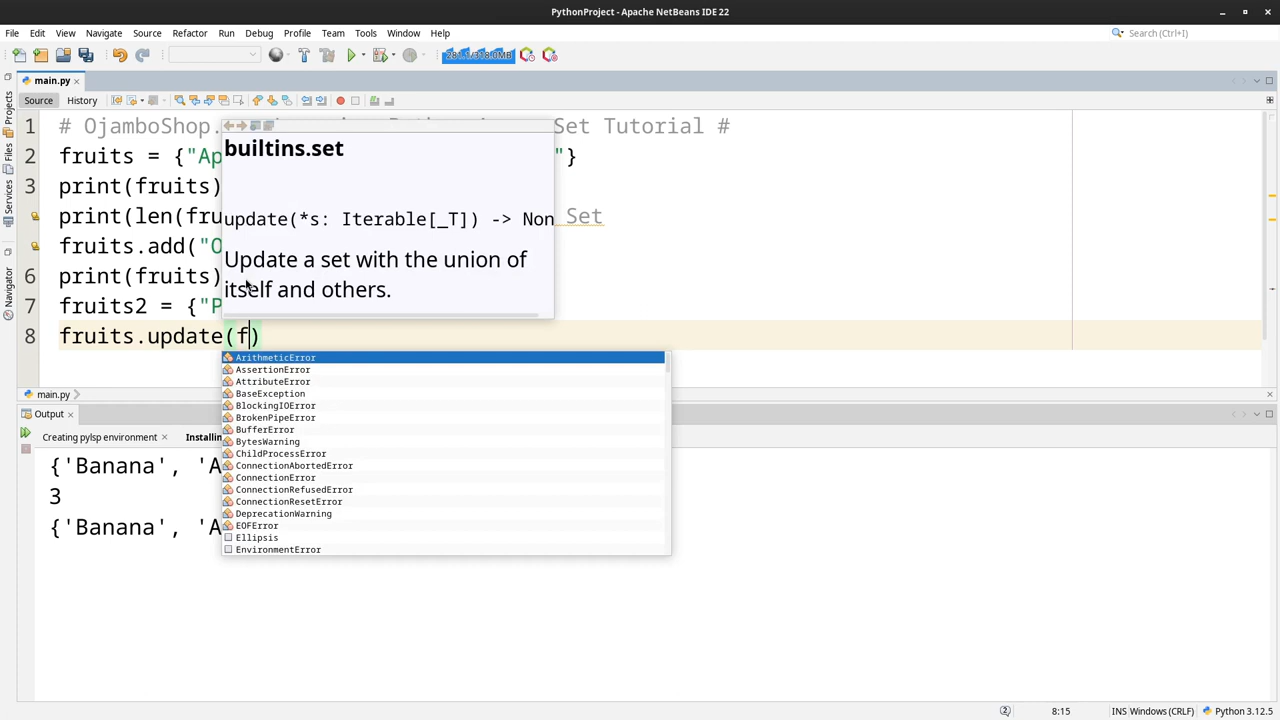 PythonProject - Apache NetBeans IDE 22
File Edit View Navigate Source Refactor Run Debug Profile Team Tools Window Help
Search (Ctrl+I)
main.py
Source History
1 # OjamboShop. Set Tutorial #
2 fruits = {"Ap "}
3 print(fruits)
print(len(fru Set
fruits.add("O
6 print(fruits)
7 fruits2 = {"P
8 fruits.update(f)
builtins.set
update(*s: Iterable[_T]) -> Non
Update a set with the union of
itself and others.
ArithmeticError
AssertionError
AttributeError
BaseException
BlockingIOError
BrokenPipeError
BufferError
BytesWarning
ChildProcessError
ConnectionAbortedError
ConnectionError
ConnectionRefusedError
ConnectionResetError
DeprecationWarning
EOFError
Ellipsis
EnvironmentError
Projects
Files
Services
Navigator
main.py
Output
Creating pylsp environment Installin
{'Banana', 'A
3
{'Banana', 'A
2 8:15 INS Windows (CRLF) Python 3.12.5